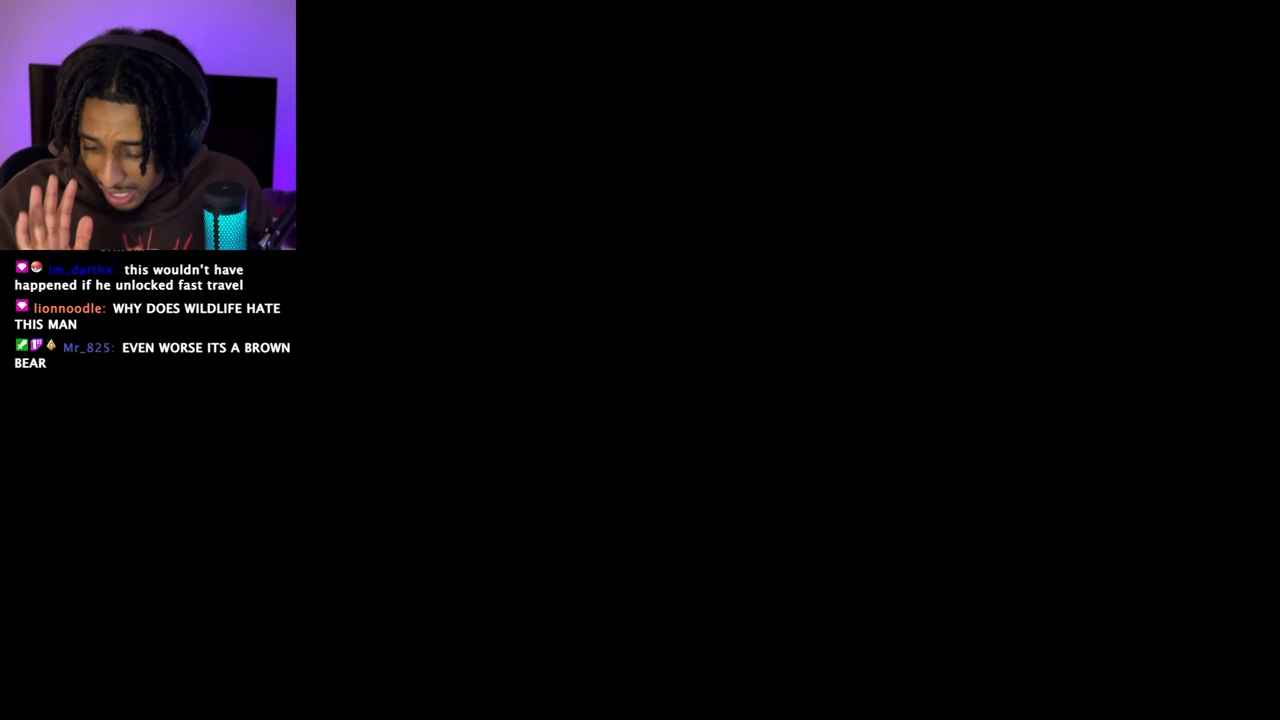 im_darthx: this wouldn't have
happened if he unlocked fast travel
lionnoodle: WHY DOES WILDLIFE HATE
THIS MAN
Mr_825: EVEN WORSE ITS A BROWN
BEAR